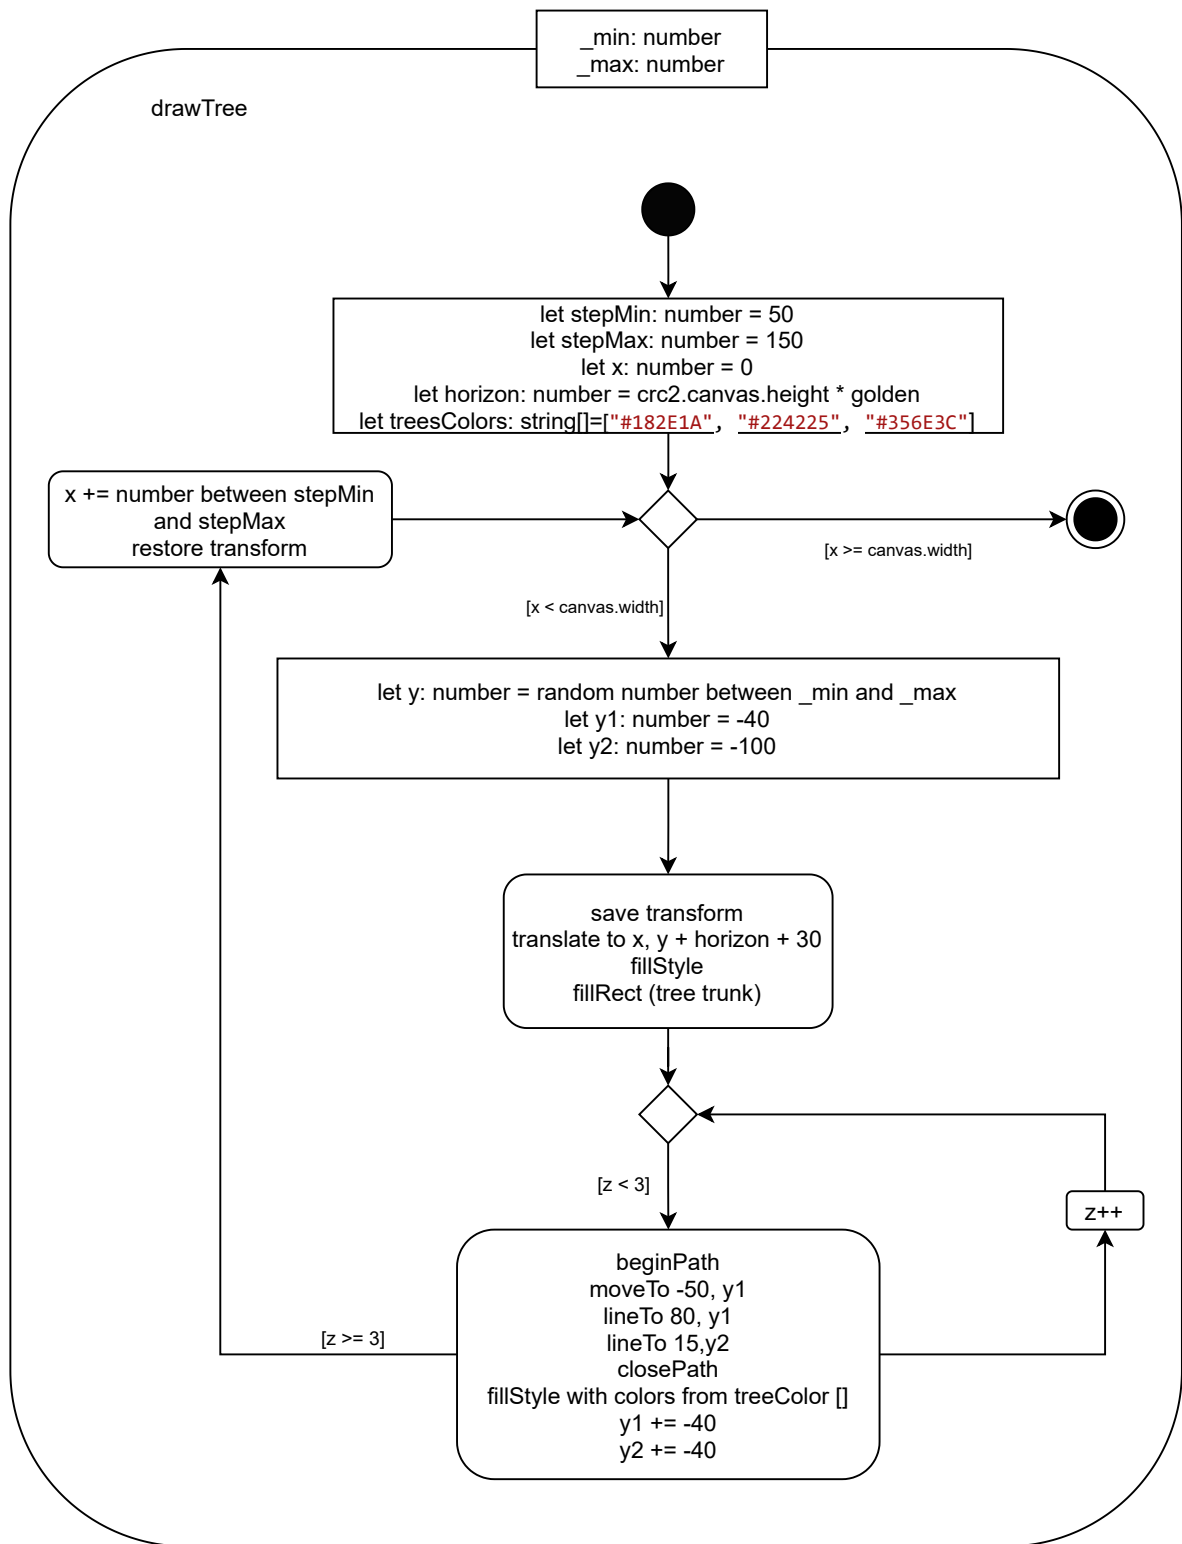 _min: number
_max: number
drawTree
let stepMin: number = 50
let stepMax: number = 150
let x: number = 0
let horizon: number = crc2.canvas.height * golden
let treesColors: string[]=["#182E1A", "#224225", "#356E3C"]
x += number between stepMin
and stepMax
restore transform
[x >= canvas.width]
[x < canvas.width]
let y: number = random number between _min and _max
let y1: number = -40
let y2: number = -100
save transform
translate to x, y + horizon + 30
fillStyle
fillRect (tree trunk)
[z < 3]
z++
beginPath
moveTo -50, y1
lineTo 80, y1
lineTo 15,y2
closePath
fillStyle with colors from treeColor []
y1 += -40
y2 += -40
[z >= 3]